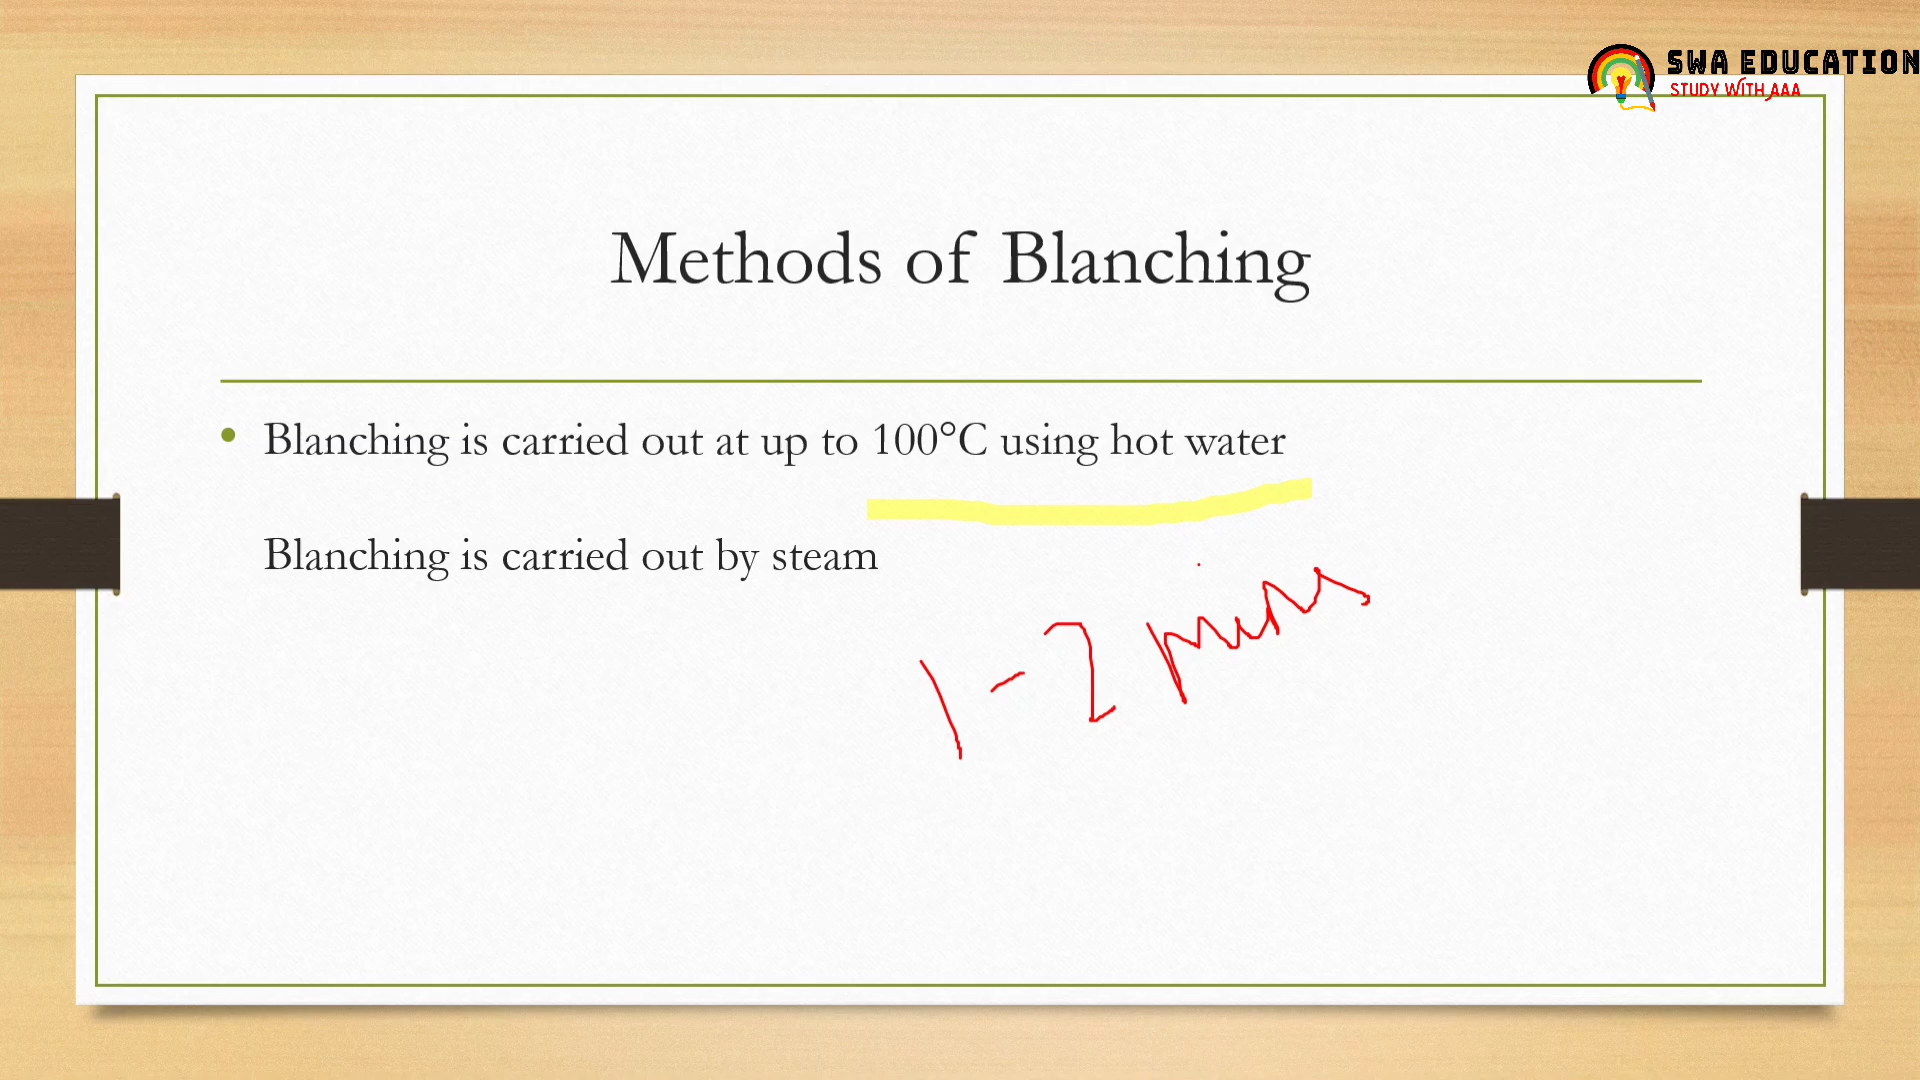 SWA EDUCATION
STUDY WITH AAA
Methods of Blanching
• Blanching is carried out at up to 100°C using hot water
Blanching is carried out by steam
1-2 mins